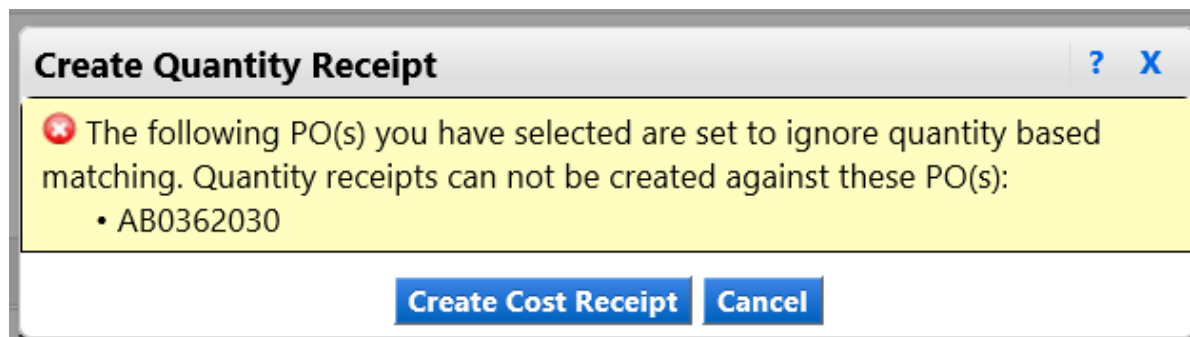 Create Quantity Receipt ? X
The following PO(s) you have selected are set to ignore quantity based
matching. Quantity receipts can not be created against these PO(s):
• AB0362030
Create Cost Receipt Cancel